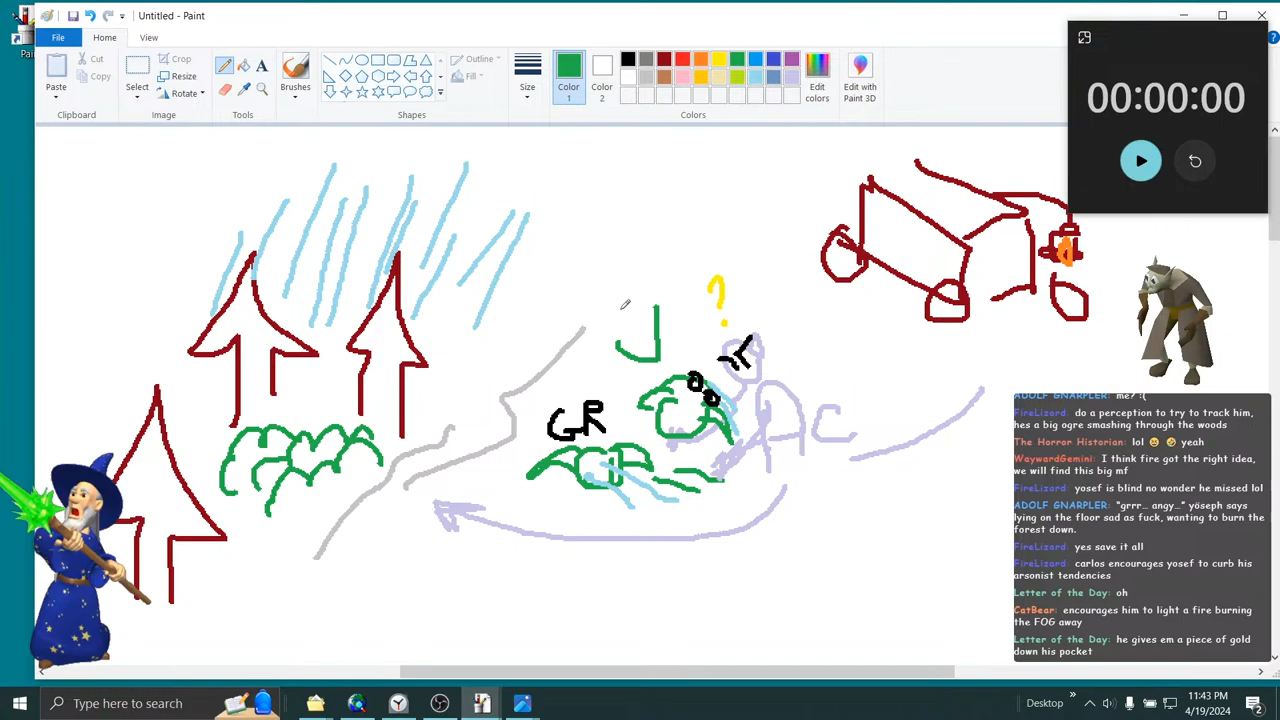 Untitled - Paint
File
Home
View
Paste
Cut
Copy
Clipboard
Select
Crop
Resize
Rotate
Image
A
Tools
Brushes
Outline
Fill
Shapes
Size
Color
1
Color
2
Edit
colors
Colors
Edit with
Paint 3D
00:00:00
Pai
?
J
GR
AC
ADOLF GNARPLER: me? :(
FireLizard: do a perception to try to track him,
hes a big ogre smashing through the woods
The Horror Historian: lol 😄 🤣 yeah
WaywardGemini: I think fire got the right idea,
we will find this big mf
FireLizard: yosef is blind no wonder he missed lol
ADOLF GNARPLER: "grrr... angy..." yöseph says
lying on the floor sad as fuck, wanting to burn the
forest down.
FireLizard: yes save it all
FireLizard: carlos encourages yosef to curb his
arsonist tendencies
Letter of the Day: oh
CatBear: encourages him to light a fire burning
the FOG away
Letter of the Day: he gives em a piece of gold
down his pocket
Type here to search
Desktop
11:43 PM
4/19/2024
2